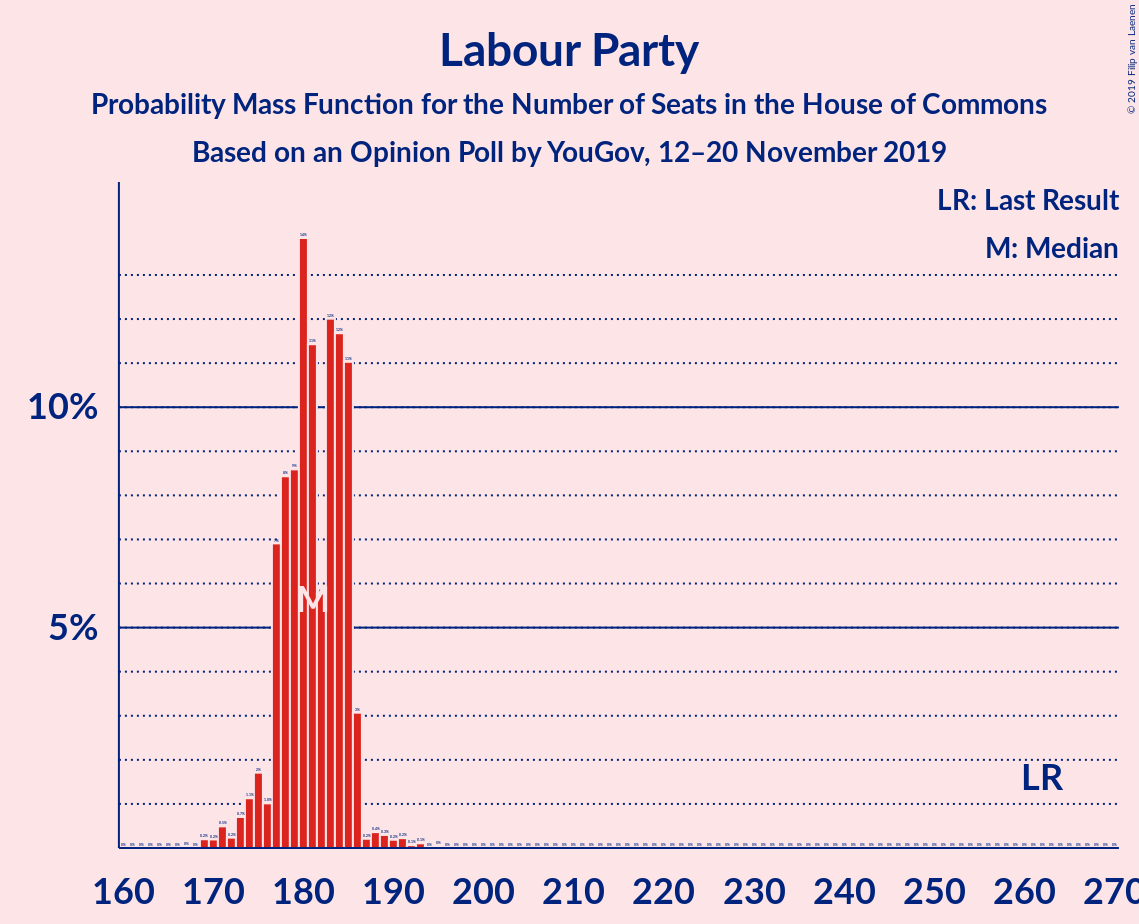 Labour Party
Probability Mass Function for the Number of Seats in the House of Commons
Based on an Opinion Poll by YouGov, 12–20 November 2019
© 2019 Filip van Laenen
LR: Last Result
M: Median
10%
5%
M
LR
160 170 180 190 200 210 220 230 240 250 260 270